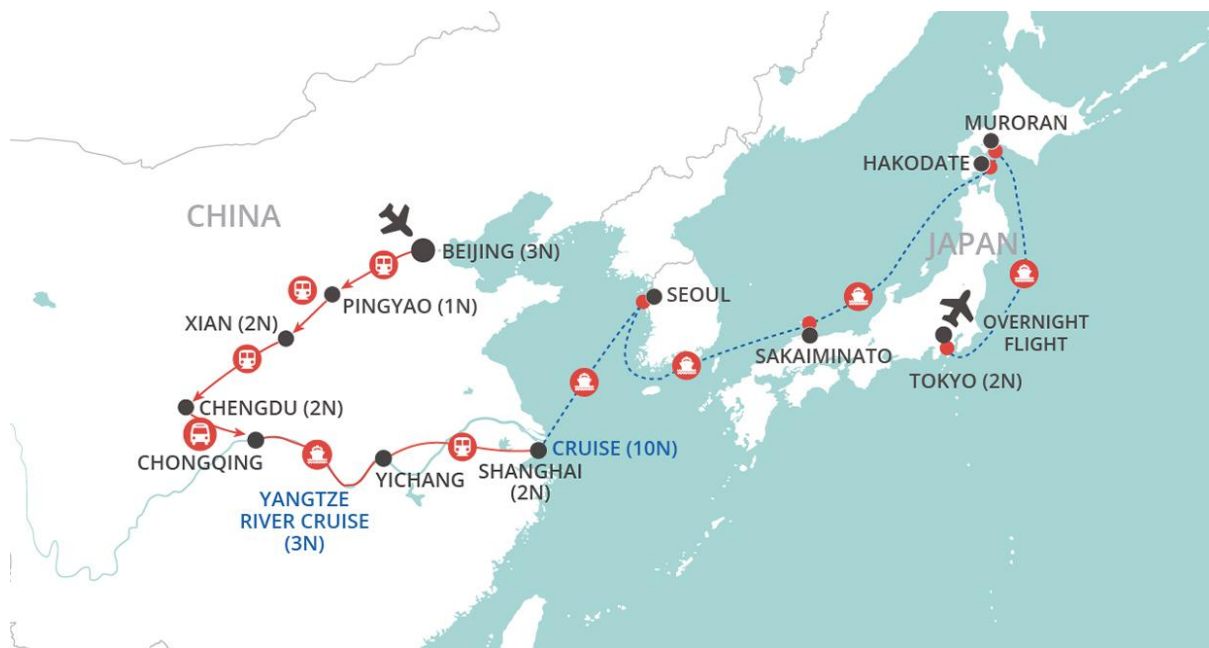 MURORAN
HAKODATE
CHINA
JAPAN
BEIJING (3N)
PINGYAO (1N)
SEOUL
XIAN (2N)
OVERNIGHT
FLIGHT
SAKAIMINATO
TOKYO (2N)
CHENGDU (2N)
CHONGQING
CRUISE (10N)
YICHANG
SHANGHAI
(2N)
YANGTZE
RIVER CRUISE
(3N)